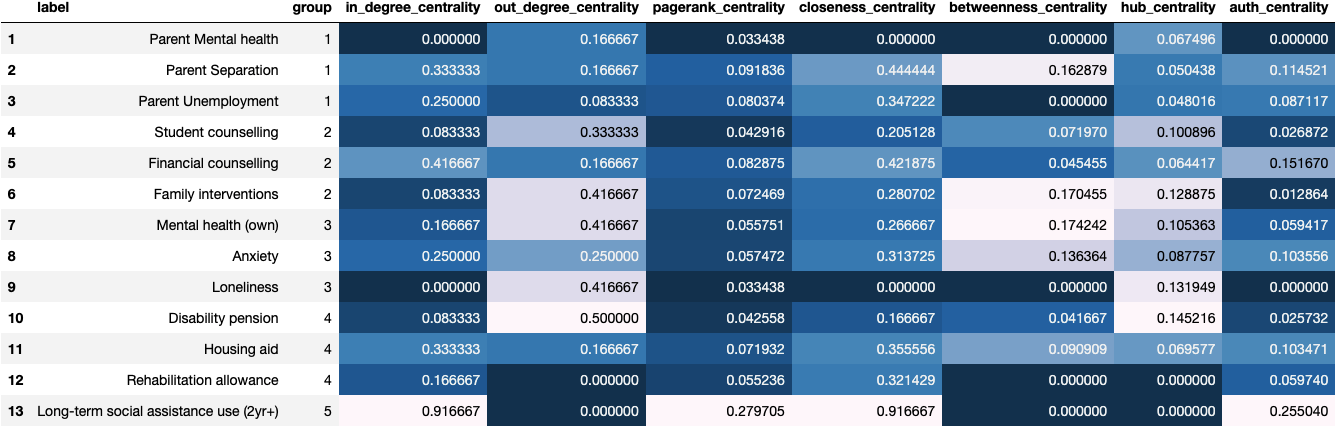 label group in_degree_centrality out_degree_centrality pagerank_centrality closeness_centrality betweenness_centrality hub_centrality auth_centrality
1 Parent Mental health 1 0.000000 0.166667 0.033438 0.000000 0.000000 0.067496 0.000000
2 Parent Separation 1 0.333333 0.166667 0.091836 0.444444 0.162879 0.050438 0.114521
3 Parent Unemployment 1 0.250000 0.083333 0.080374 0.347222 0.000000 0.048016 0.087117
4 Student counselling 2 0.083333 0.333333 0.042916 0.205128 0.071970 0.100896 0.026872
5 Financial counselling 2 0.416667 0.166667 0.082875 0.421875 0.045455 0.064417 0.151670
6 Family interventions 2 0.083333 0.416667 0.072469 0.280702 0.170455 0.128875 0.012864
7 Mental health (own) 3 0.166667 0.416667 0.055751 0.266667 0.174242 0.105363 0.059417
8 Anxiety 3 0.250000 0.250000 0.057472 0.313725 0.136364 0.087757 0.103556
9 Loneliness 3 0.000000 0.416667 0.033438 0.000000 0.000000 0.131949 0.000000
10 Disability pension 4 0.083333 0.500000 0.042558 0.166667 0.041667 0.145216 0.025732
11 Housing aid 4 0.333333 0.166667 0.071932 0.355556 0.090909 0.069577 0.103471
12 Rehabilitation allowance 4 0.166667 0.000000 0.055236 0.321429 0.000000 0.000000 0.059740
13 Long-term social assistance use (2yr+) 5 0.916667 0.000000 0.279705 0.916667 0.000000 0.000000 0.255040